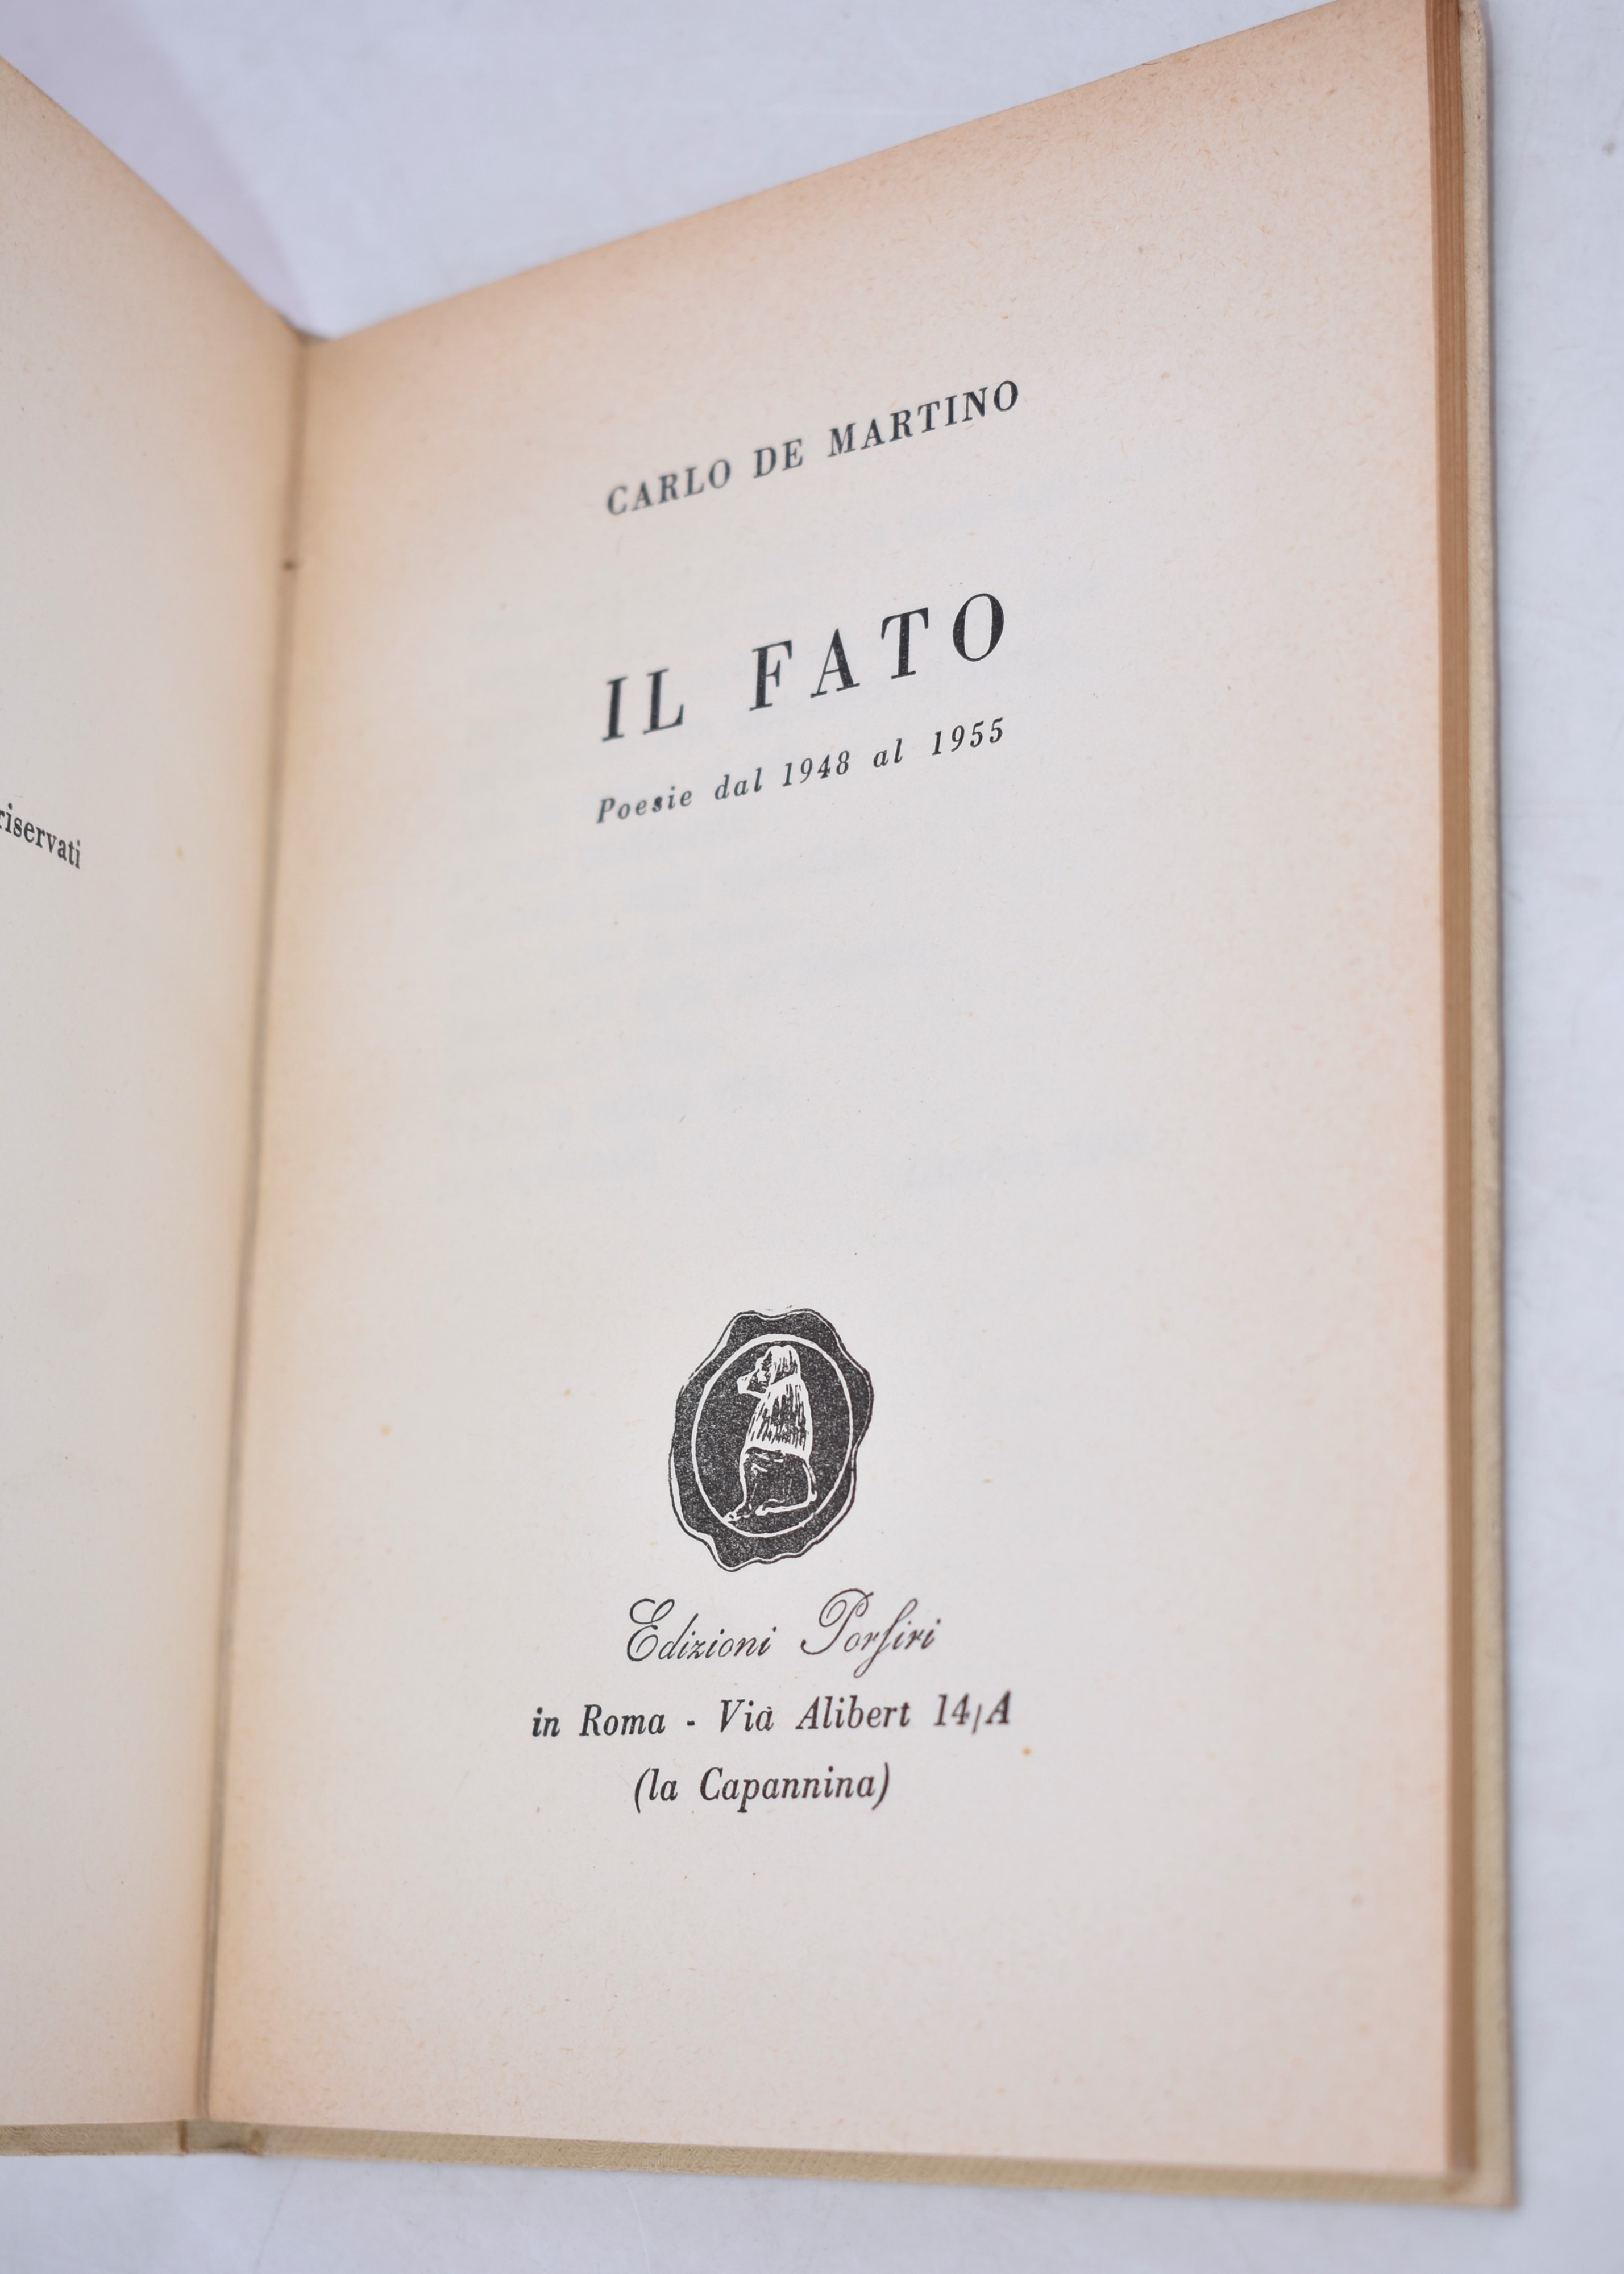 riservati
CARLO DE MARTINO
IL FATO
Poesie dal 1948 al 1955
Edizioni Porfiri
in Roma - Via Alibert 14/A
(la Capannina)